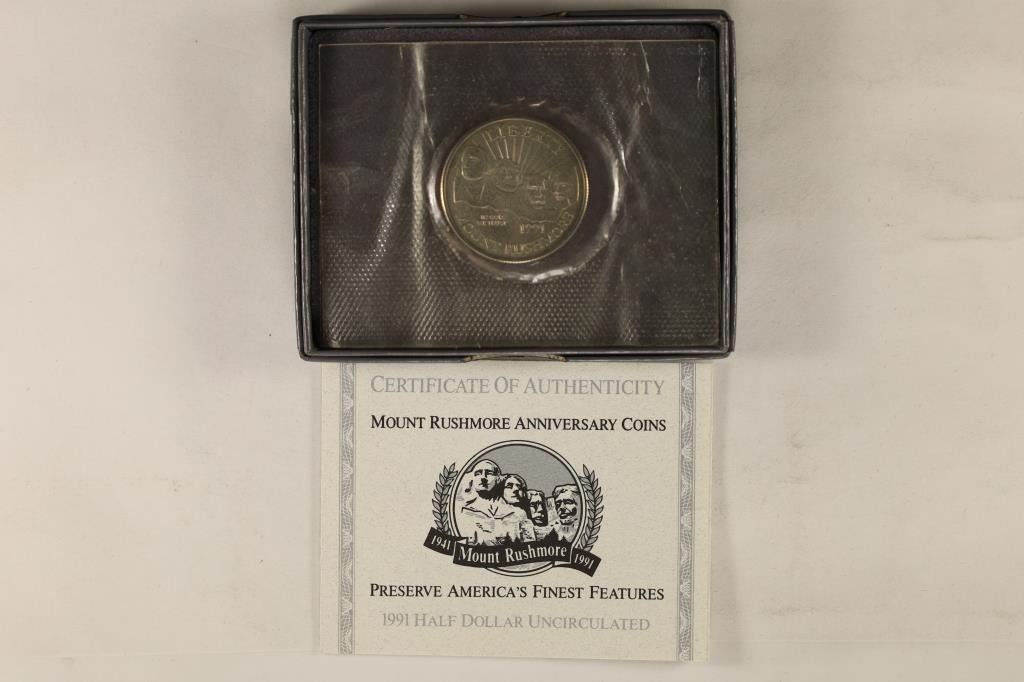 LIBERTY
IN GOD
WE TRUST
1991
MOUNT RUSHMORE
CERTIFICATE OF AUTHENTICITY
MOUNT RUSHMORE ANNIVERSARY COINS
1941 Mount Rushmore 1991
PRESERVE AMERICA'S FINEST FEATURES
1991 HALF DOLLAR UNCIRCULATED